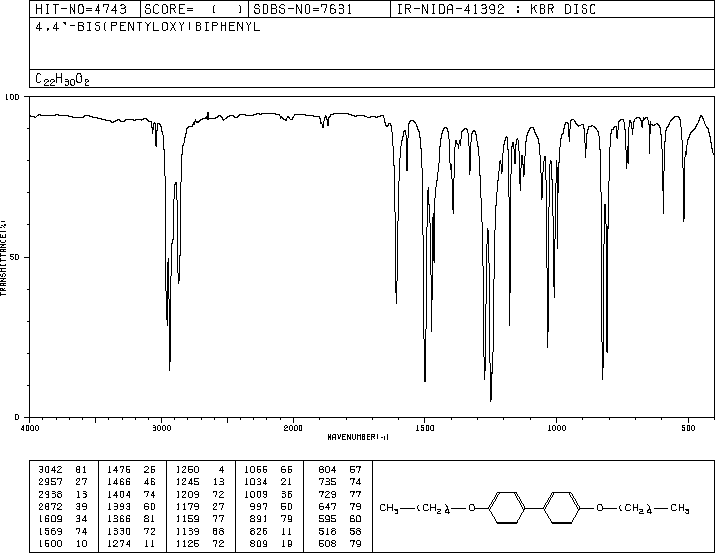 HIT-NO=4743 SCORE= ( ) SDBS-NO=7631 IR-NIDA-41392 : KBR DISC
4,4'-BIS(PENTYLOXY)BIPHENYL
C22H30O2
100
50
0
TRANSMITTANCE(%)
4000 3000 2000 1500 1000 500
WAVENUMBER(-1)
3042 81 1476 26 1260 4 1066 66 804 57
2957 27 1466 46 1245 13 1034 21 735 74
2938 13 1404 74 1209 72 1009 36 729 77
2872 39 1393 60 1179 27 997 50 647 79
1609 34 1366 81 1159 77 891 79 595 60
1569 74 1330 72 1139 68 826 11 518 58
1500 10 1274 11 1125 72 809 19 508 79
CH3 (CH2)4 O O (CH2)4 CH3